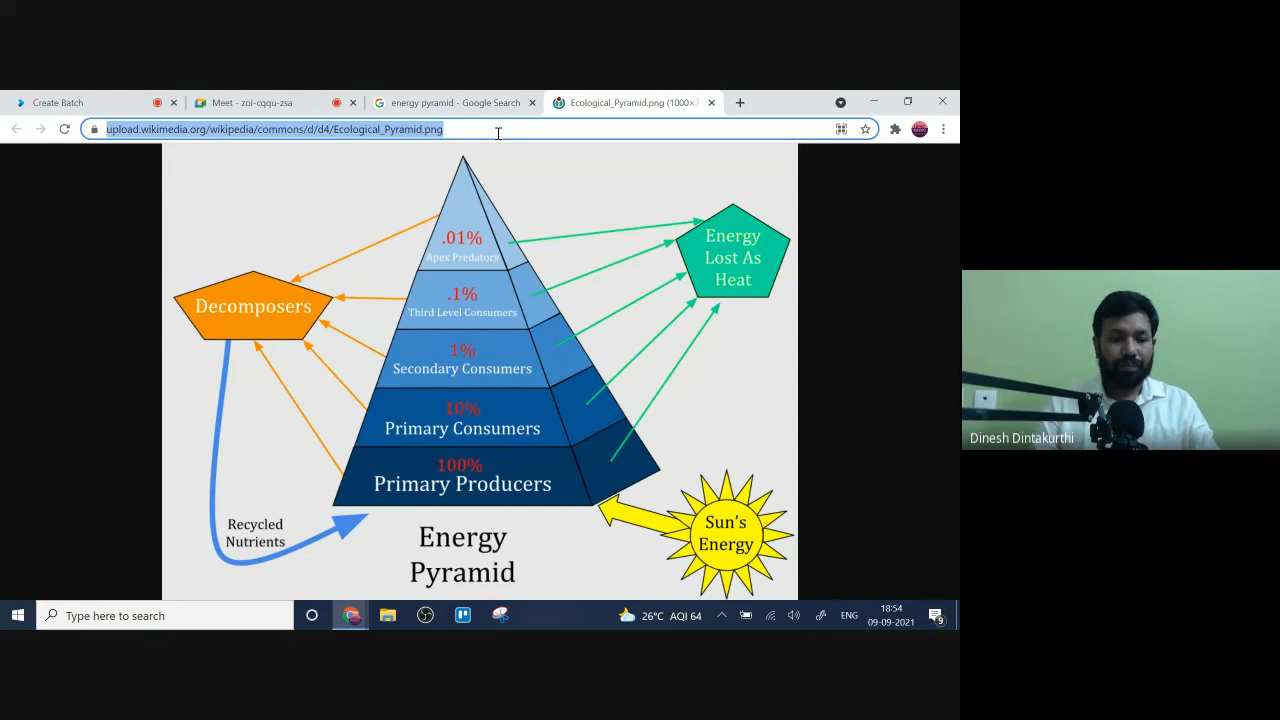 Create Batch
Meet - zoi-cqqu-zsa
energy pyramid - Google Search
Ecological_Pyramid.png (1000×7
upload.wikimedia.org/wikipedia/commons/d/d4/Ecological_Pyramid.png
.01%
Apex Predators
.1%
Third Level Consumers
1%
Secondary Consumers
10%
Primary Consumers
100%
Primary Producers
Decomposers
Energy
Lost As
Heat
Recycled
Nutrients
Energy
Pyramid
Sun's
Energy
Dinesh Dintakurthi
Type here to search
26°C AQI 64
ENG
18:54
09-09-2021
9